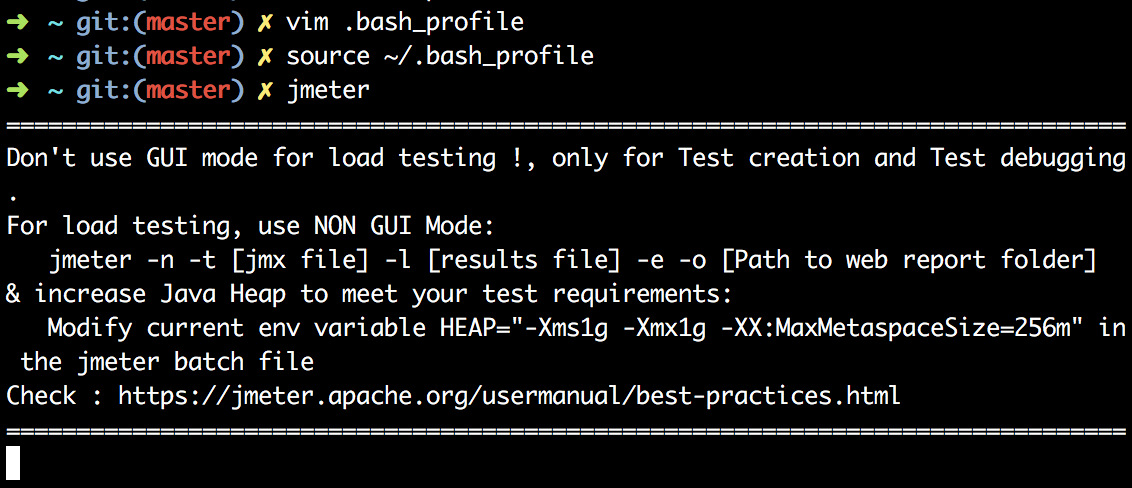 ➜ ~ git:(master) ✗ vim .bash_profile
➜ ~ git:(master) ✗ source ~/.bash_profile
➜ ~ git:(master) ✗ jmeter
================================================================================
Don't use GUI mode for load testing !, only for Test creation and Test debugging
.
For load testing, use NON GUI Mode:
   jmeter -n -t [jmx file] -l [results file] -e -o [Path to web report folder]
& increase Java Heap to meet your test requirements:
   Modify current env variable HEAP="-Xms1g -Xmx1g -XX:MaxMetaspaceSize=256m" in
 the jmeter batch file
Check : https://jmeter.apache.org/usermanual/best-practices.html
================================================================================